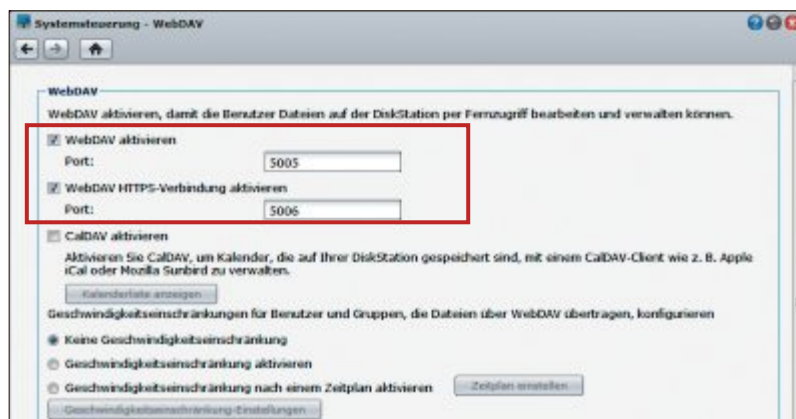 Systemsteuerung - WebDAV
WebDAV
WebDAV aktivieren, damit die Benutzer Dateien auf der DiskStation per Fernzugriff bearbeiten und verwalten können.
WebDAV aktivieren
Port: 5005
WebDAV HTTPS-Verbindung aktivieren
Port: 5006
CalDAV aktivieren
Aktivieren Sie CalDAV, um Kalender, die auf Ihrer DiskStation gespeichert sind, mit einem CalDAV-Client wie z. B. Apple
iCal oder Mozilla Sunbird zu verwalten.
Kalenderliste anzeigen
Geschwindigkeitseinschränkungen für Benutzer und Gruppen, die Dateien über WebDAV übertragen, konfigurieren
Keine Geschwindigkeitseinschränkung
Geschwindigkeitseinschränkung aktivieren
Geschwindigkeitseinschränkung nach einem Zeitplan aktivieren Zeitplan erstellen
Geschwindigkeitseinschränkung-Einstellungen